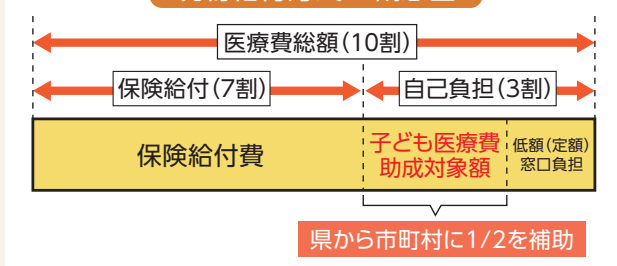 医療費総額(10割)
保険給付(7割)
自己負担(3割)
保険給付費
子ども医療費
助成対象額
低額(定額)
窓口負担
県から市町村に1/2を補助